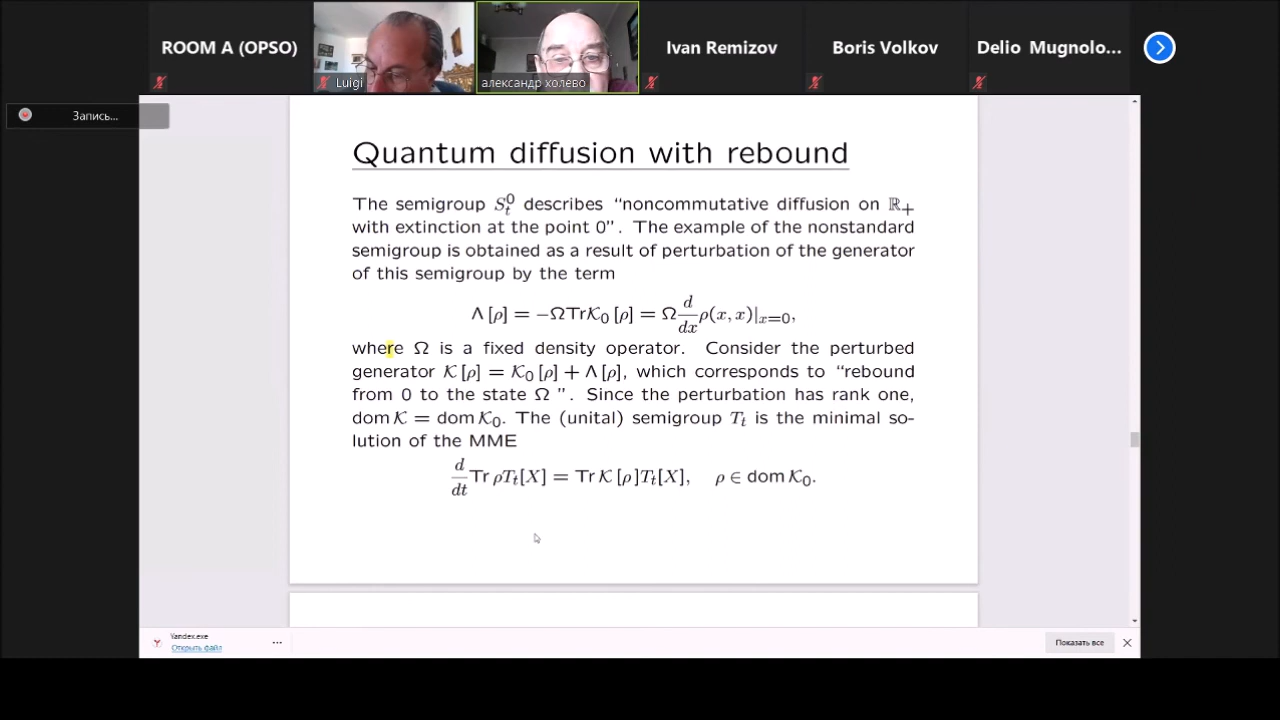 ROOM A (OPSO)
Luigi
александр холево
Ivan Remizov
Boris Volkov
Delio Mugnolo...
Запись...
Quantum diffusion with rebound
The semigroup $S_t^0$ describes “noncommutative diffusion on $\mathbb{R}_+$
with extinction at the point 0”. The example of the nonstandard
semigroup is obtained as a result of perturbation of the generator
of this semigroup by the term
$\Lambda[\rho] = -\Omega \mathrm{Tr} \mathcal{K}_0[\rho] = \Omega \frac{d}{dx} \rho(x,x)|_{x=0},$
where Ω is a fixed density operator. Consider the perturbed
generator $\mathcal{K}[\rho] = \mathcal{K}_0[\rho] + \Lambda[\rho]$, which corresponds to “rebound
from 0 to the state Ω ”. Since the perturbation has rank one,
dom $\mathcal{K}$ = dom $\mathcal{K}_0$. The (unital) semigroup $T_t$ is the minimal so-
lution of the MME
$\frac{d}{dt} \mathrm{Tr}\, \rho T_t[X] = \mathrm{Tr}\, \mathcal{K}[\rho] T_t[X], \quad \rho \in \mathrm{dom}\, \mathcal{K}_0.$
Yandex.exe
Открыть файл
...
Показать все